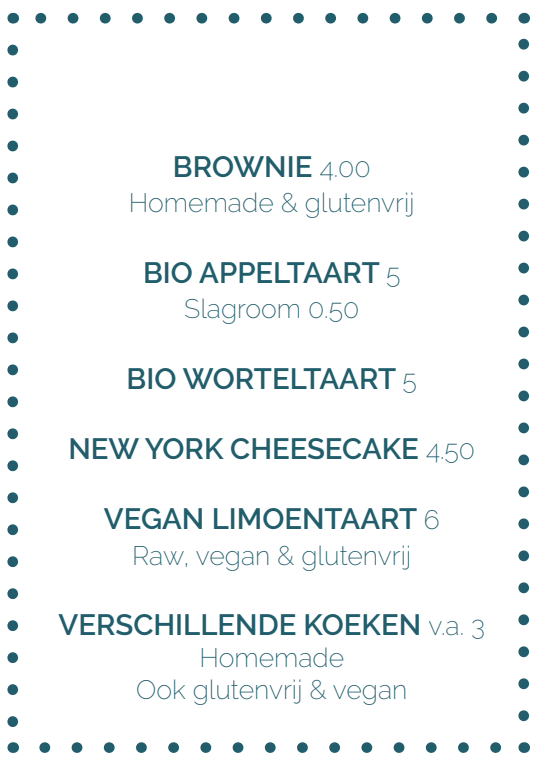 BROWNIE 4.00
Homemade & glutenvrij
BIO APPELTAART 5
Slagroom 0.50
BIO WORTELTAART 5
NEW YORK CHEESECAKE 4.50
VEGAN LIMOENTAART 6
Raw, vegan & glutenvrij
VERSCHILLENDE KOEKEN v.a. 3
Homemade
Ook glutenvrij & vegan